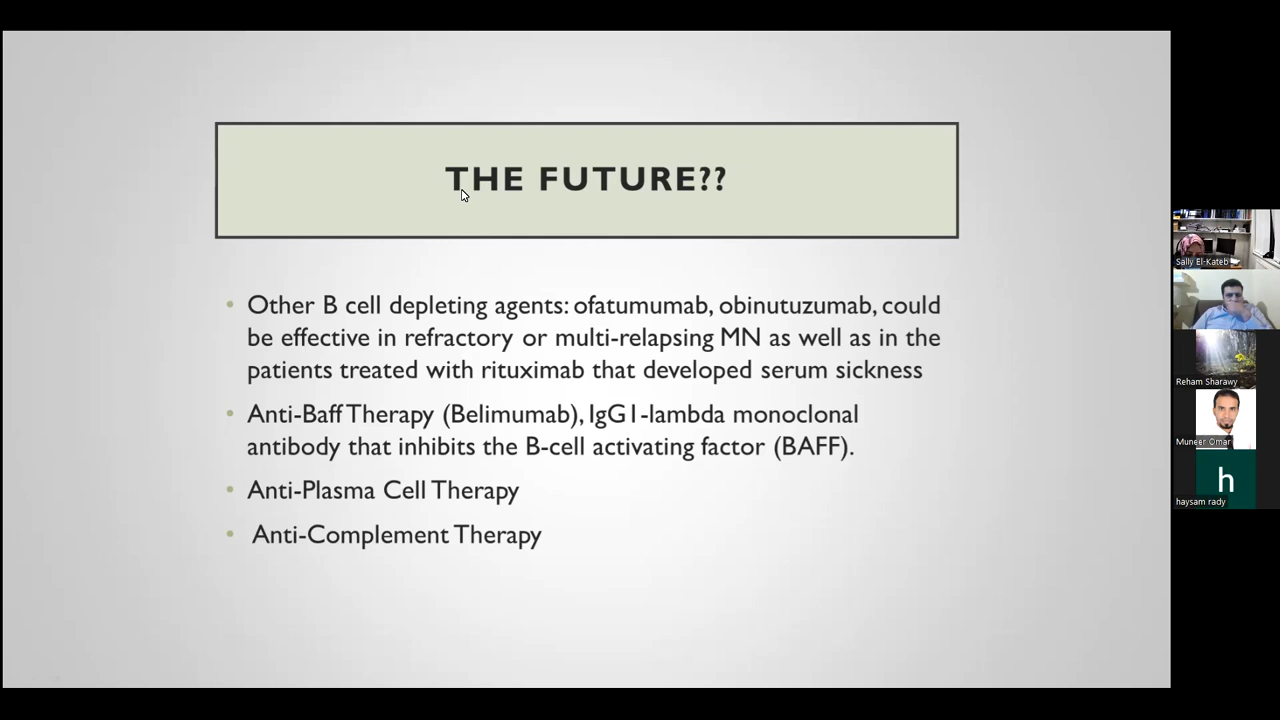 THE FUTURE??
• Other B cell depleting agents: ofatumumab, obinutuzumab, could
be effective in refractory or multi-relapsing MN as well as in the
patients treated with rituximab that developed serum sickness
• Anti-Baff Therapy (Belimumab), IgG1-lambda monoclonal
antibody that inhibits the B-cell activating factor (BAFF).
• Anti-Plasma Cell Therapy
• Anti-Complement Therapy
Sally El-Kateb
Reham Sharawy
Muneer Omar
h
haysam rady